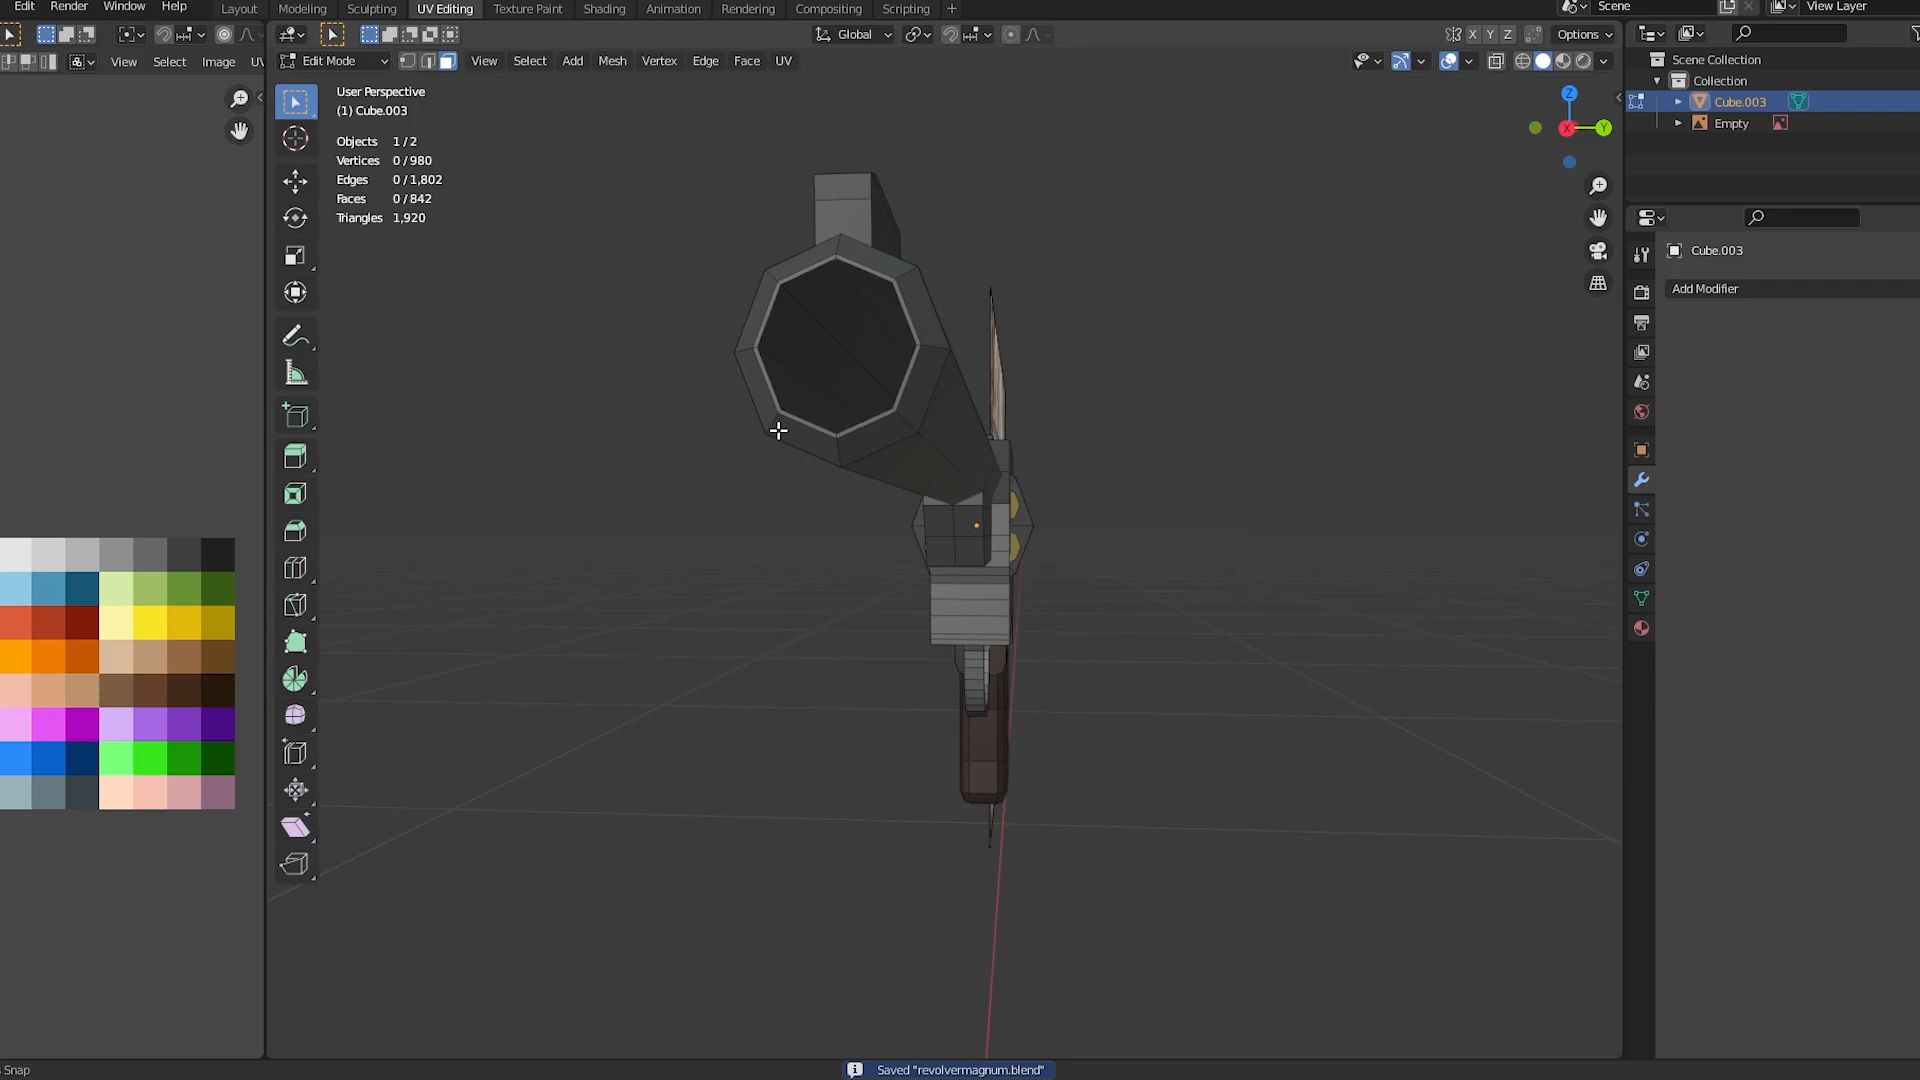 Edit Render Window Help Layout Modeling Sculpting UV Editing Texture Paint Shading Animation Rendering Compositing Scripting + Scene View Layer
Global X Y Z Options
View Select Image UV Edit Mode View Select Add Mesh Vertex Edge Face UV
Scene Collection
Collection
Cube.003
Empty
User Perspective
(1) Cube.003
Objects 1 / 2
Vertices 0 / 980
Edges 0 / 1,802
Faces 0 / 842
Triangles 1,920
Z
X Y
Cube.003
Add Modifier
Snap
Saved "revolvermagnum.blend"